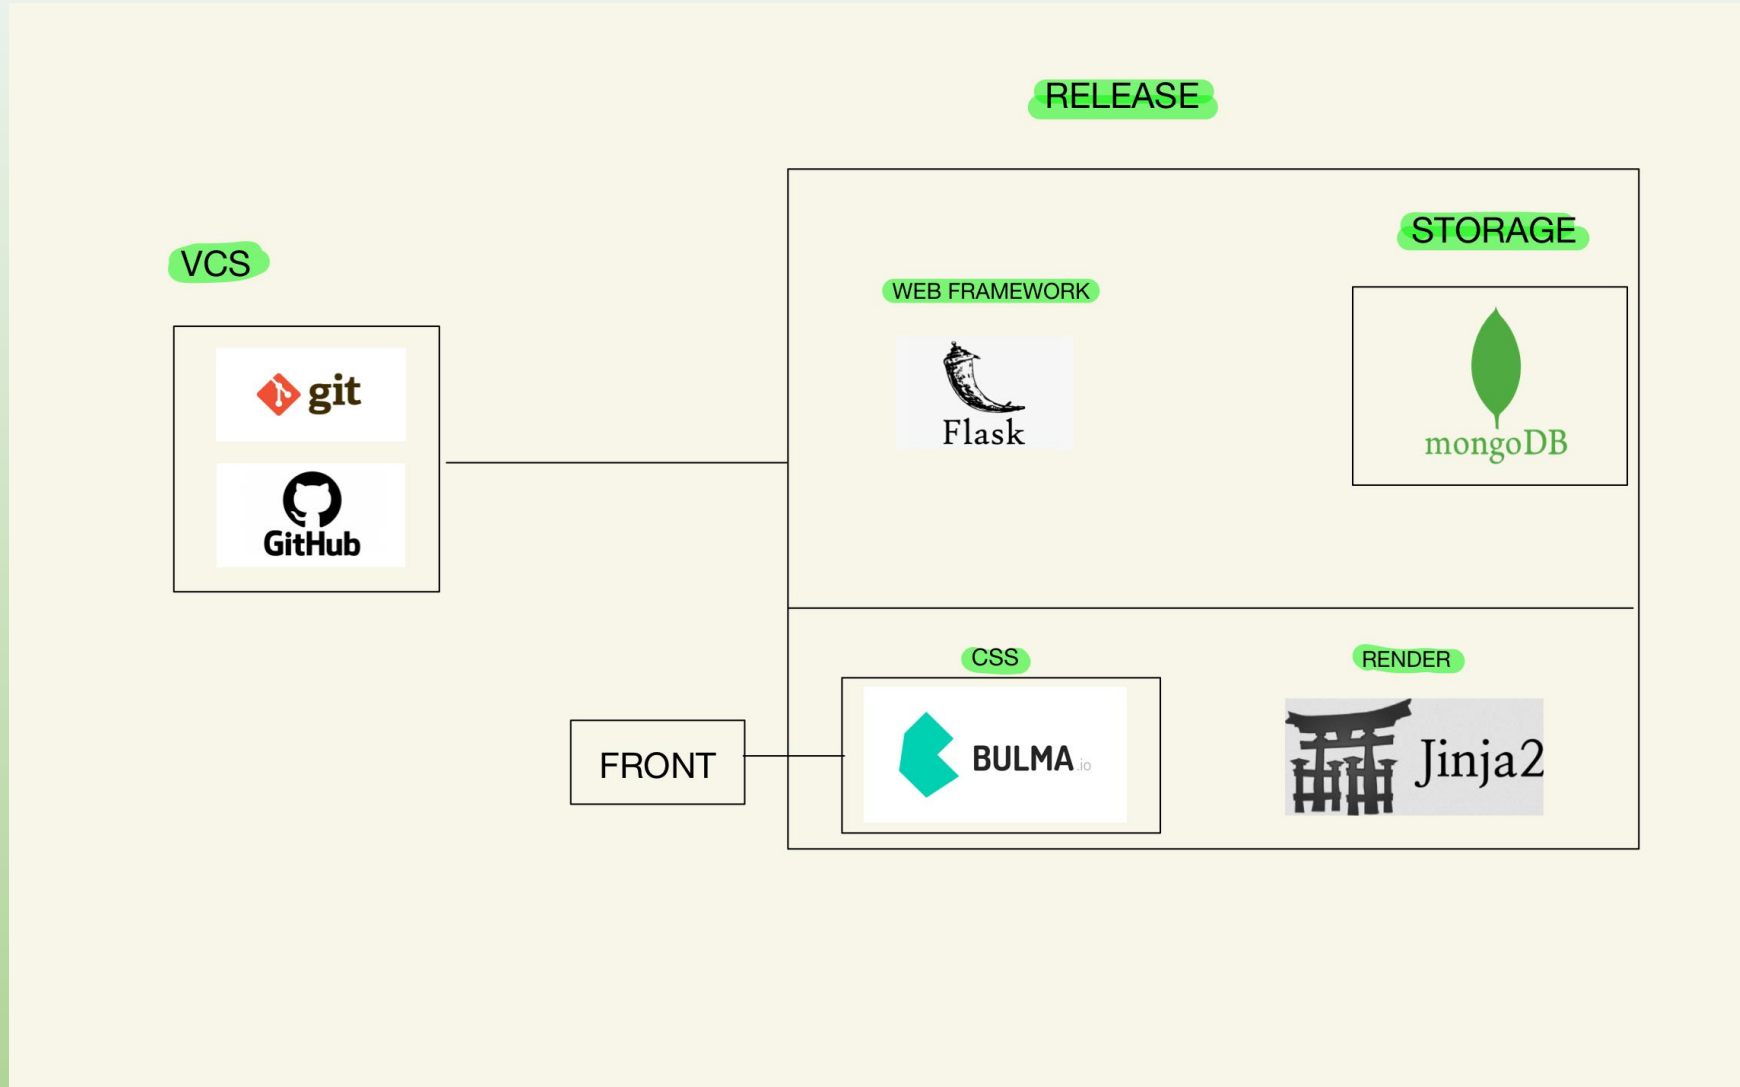 RELEASE
VCS
STORAGE
WEB FRAMEWORK
git
GitHub
Flask
mongoDB
CSS
RENDER
FRONT
BULMA.io
Jinja2